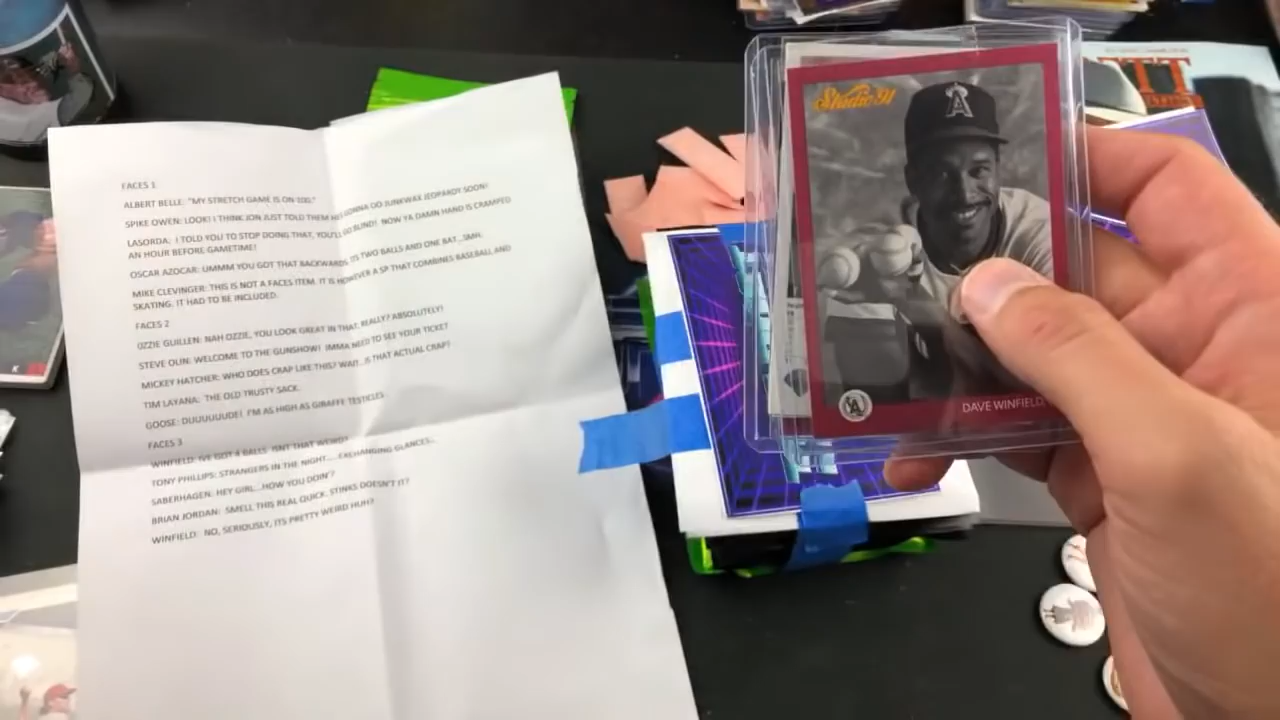 FACES 1
ALBERT BELLE: "MY STRETCH GAME IS ON 100."
SPIKE OWEN: LOOK! I THINK JON JUST TOLD THEM HES GONNA DO JUNKWAX JEOPARDY SOON!
LASORDA: I TOLD YOU TO STOP DOING THAT, YOU'LL GO BLIND!! NOW YA DAMN HAND IS CRAMPED
AN HOUR BEFORE GAMETIME!
OSCAR AZOCAR: UMMM YOU GOT THAT BACKWARDS. ITS TWO BALLS AND ONE BAT...SMH.
MIKE CLEVINGER: THIS IS NOT A FACES ITEM. IT IS HOWEVER A SP THAT COMBINES BASEBALL AND
SKATING. IT HAD TO BE INCLUDED.
FACES 2
OZZIE GUILLEN: NAH OZZIE, YOU LOOK GREAT IN THAT. REALLY? ABSOLUTELY!
STEVE OLIN: WELCOME TO THE GUNSHOW! IMMA NEED TO SEE YOUR TICKET
MICKEY HATCHER: WHO DOES CRAP LIKE THIS? WAIT...IS THAT ACTUAL CRAP?
TIM LAYANA: THE OLD TRUSTY SACK.
GOOSE: DUUUUUUDE! I'M AS HIGH AS GIRAFFE TESTICLES
FACES 3
WINFIELD: IVE GOT 4 BALLS. ISNT THAT WEIRD?
TONY PHILLIPS: STRANGERS IN THE NIGHT.... EXCHANGING GLANCES...
SABERHAGEN: HEY GIRL...HOW YOU DOIN'?
BRIAN JORDAN: SMELL THIS REAL QUICK. STINKS DOESN'T IT?
WINFIELD: NO, SERIOUSLY, ITS PRETTY WEIRD HUH?
Studio 91
A
DAVE WINFIELD
K